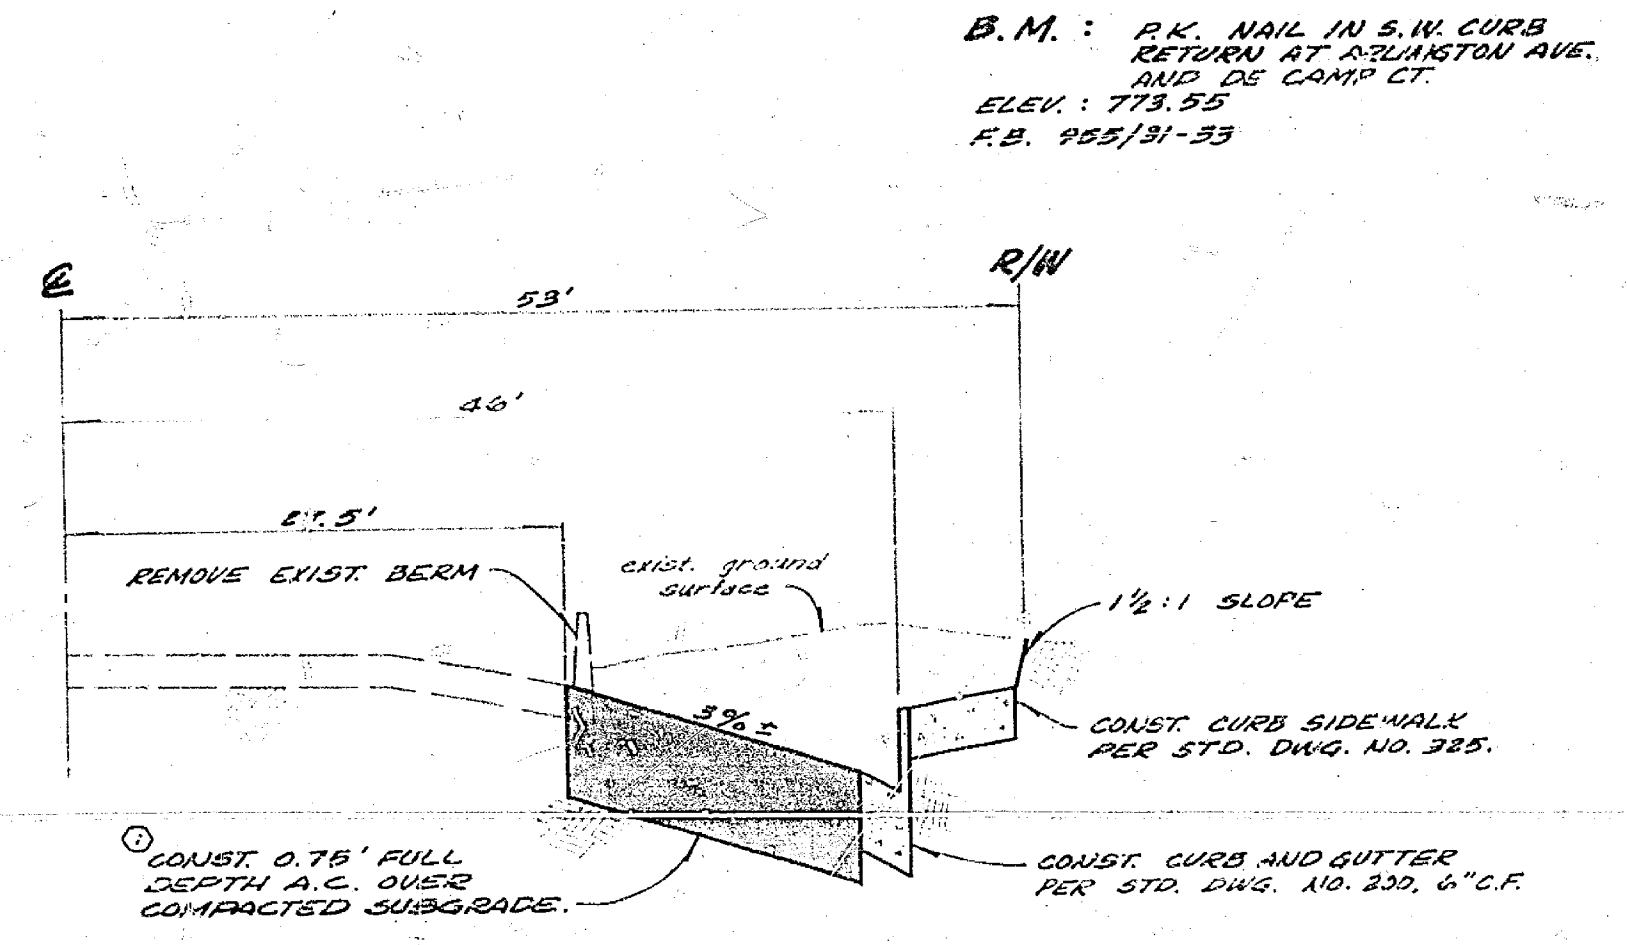 B.M. : P.K. NAIL IN S.W. CURB
RETURN AT ARLINGTON AVE.
AND DE CAMP CT.
ELEV. : 773.55
F.B. 955/31-33
℄
R/W
53'
46'
REMOVE EXIST. BERM
exist. ground
surface
1 1/2 : 1 SLOPE
3% ±
CONST. CURB SIDEWALK
PER STD. DWG. NO. 325.
CONST. 0.75' FULL
DEPTH A.C. OVER
COMPACTED SUBGRADE.
CONST. CURB AND GUTTER
PER STD. DWG. NO. 200, 6" C.F.